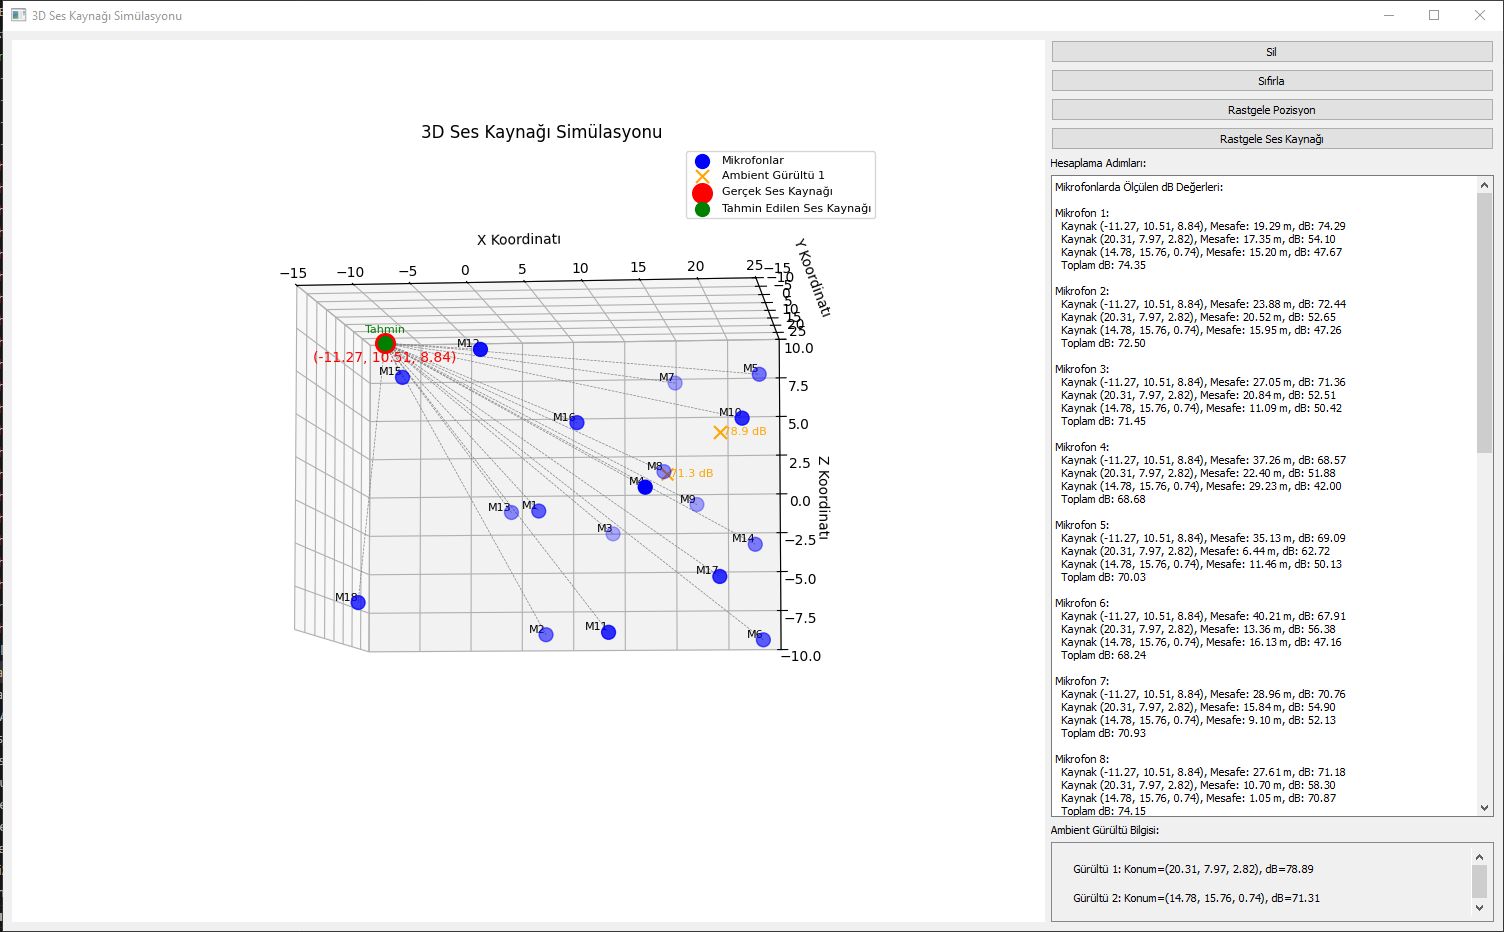 3D Ses Kaynağı Simülasyonu
Sil
Sıfırla
Rastgele Pozisyon
Rastgele Ses Kaynağı
3D Ses Kaynağı Simülasyonu
Mikrofonlar
Ambient Gürültü 1
Gerçek Ses Kaynağı
Tahmin Edilen Ses Kaynağı
X Koordinatı
Y Koordinatı
Z Koordinatı
−15 −10 −5 0 5 10 15 20 25
−15
−10
−5
0
5
10
15
20
25
10.0
7.5
5.0
2.5
0.0
−2.5
−5.0
−7.5
−10.0
Tahmin
(-11.27, 10.51, 8.84)
M12
M15
M7
M5
M10
M16
78.9 dB
M8
71.3 dB
M4
M9
M13
M1
M3
M14
M17
M18
M2
M11
M6
Hesaplama Adımları:
Mikrofonlarda Ölçülen dB Değerleri:
Mikrofon 1:
Kaynak (-11.27, 10.51, 8.84), Mesafe: 19.29 m, dB: 74.29
Kaynak (20.31, 7.97, 2.82), Mesafe: 17.35 m, dB: 54.10
Kaynak (14.78, 15.76, 0.74), Mesafe: 15.20 m, dB: 47.67
Toplam dB: 74.35
Mikrofon 2:
Kaynak (-11.27, 10.51, 8.84), Mesafe: 23.88 m, dB: 72.44
Kaynak (20.31, 7.97, 2.82), Mesafe: 20.52 m, dB: 52.65
Kaynak (14.78, 15.76, 0.74), Mesafe: 15.95 m, dB: 47.26
Toplam dB: 72.50
Mikrofon 3:
Kaynak (-11.27, 10.51, 8.84), Mesafe: 27.05 m, dB: 71.36
Kaynak (20.31, 7.97, 2.82), Mesafe: 20.84 m, dB: 52.51
Kaynak (14.78, 15.76, 0.74), Mesafe: 11.09 m, dB: 50.42
Toplam dB: 71.45
Mikrofon 4:
Kaynak (-11.27, 10.51, 8.84), Mesafe: 37.26 m, dB: 68.57
Kaynak (20.31, 7.97, 2.82), Mesafe: 22.40 m, dB: 51.88
Kaynak (14.78, 15.76, 0.74), Mesafe: 29.23 m, dB: 42.00
Toplam dB: 68.68
Mikrofon 5:
Kaynak (-11.27, 10.51, 8.84), Mesafe: 35.13 m, dB: 69.09
Kaynak (20.31, 7.97, 2.82), Mesafe: 6.44 m, dB: 62.72
Kaynak (14.78, 15.76, 0.74), Mesafe: 11.46 m, dB: 50.13
Toplam dB: 70.03
Mikrofon 6:
Kaynak (-11.27, 10.51, 8.84), Mesafe: 40.21 m, dB: 67.91
Kaynak (20.31, 7.97, 2.82), Mesafe: 13.36 m, dB: 56.38
Kaynak (14.78, 15.76, 0.74), Mesafe: 16.13 m, dB: 47.16
Toplam dB: 68.24
Mikrofon 7:
Kaynak (-11.27, 10.51, 8.84), Mesafe: 28.96 m, dB: 70.76
Kaynak (20.31, 7.97, 2.82), Mesafe: 15.84 m, dB: 54.90
Kaynak (14.78, 15.76, 0.74), Mesafe: 9.10 m, dB: 52.13
Toplam dB: 70.93
Mikrofon 8:
Kaynak (-11.27, 10.51, 8.84), Mesafe: 27.61 m, dB: 71.18
Kaynak (20.31, 7.97, 2.82), Mesafe: 10.70 m, dB: 58.30
Kaynak (14.78, 15.76, 0.74), Mesafe: 1.05 m, dB: 70.87
Toplam dB: 74.15
Ambient Gürültü Bilgisi:
Gürültü 1: Konum=(20.31, 7.97, 2.82), dB=78.89
Gürültü 2: Konum=(14.78, 15.76, 0.74), dB=71.31